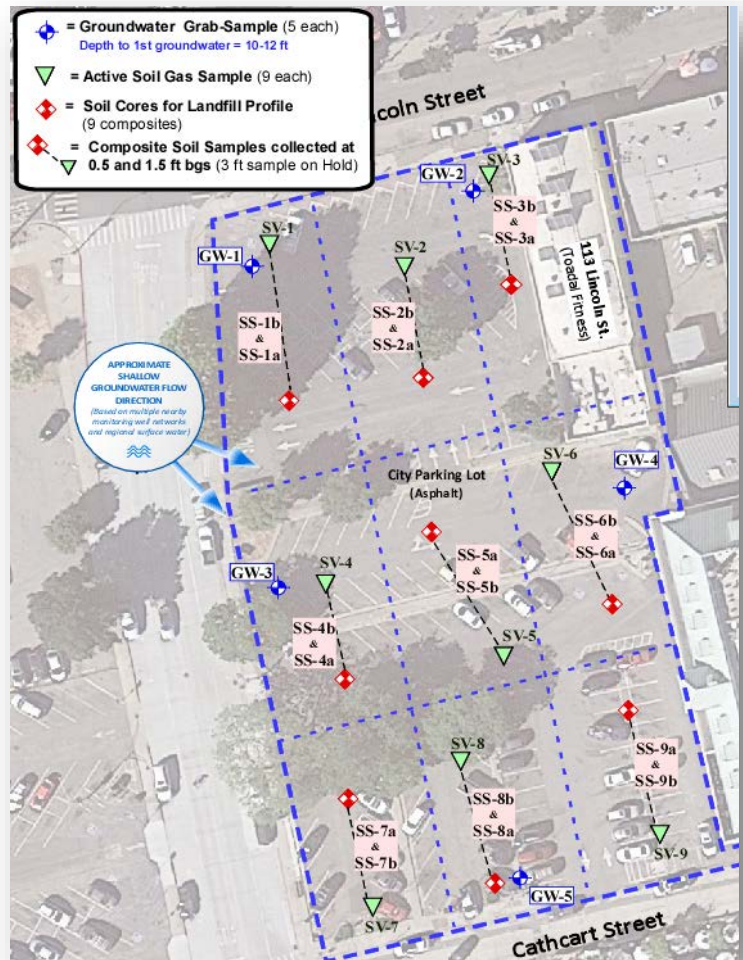 = Groundwater Grab-Sample (5 each)
Depth to 1st groundwater = 10-12 ft
= Active Soil Gas Sample (9 each)
= Soil Cores for Landfill Profile
(9 composites)
= Composite Soil Samples collected at
0.5 and 1.5 ft bgs (3 ft sample on Hold)
coln Street
SV-3
GW-2
SS-3b
&
SS-3a
SV-1
GW-1
SV-2
113 Lincoln St.
(Toadal Fitness)
SS-1b
&
SS-1a
SS-2b
&
SS-2a
APPROXIMATE
SHALLOW
GROUNDWATER FLOW
DIRECTION
(Based on multiple nearby
monitoring well networks
and regional surface water)
SV-6
GW-4
City Parking Lot
(Asphalt)
SS-6b
&
SS-6a
SS-5a
&
SS-5b
GW-3
SV-4
SS-4b
&
SS-4a
SV-5
SV-8
SS-9a
&
SS-9b
SS-8b
&
SS-8a
SS-7a
&
SS-7b
SV-9
GW-5
SV-7
Cathcart Street